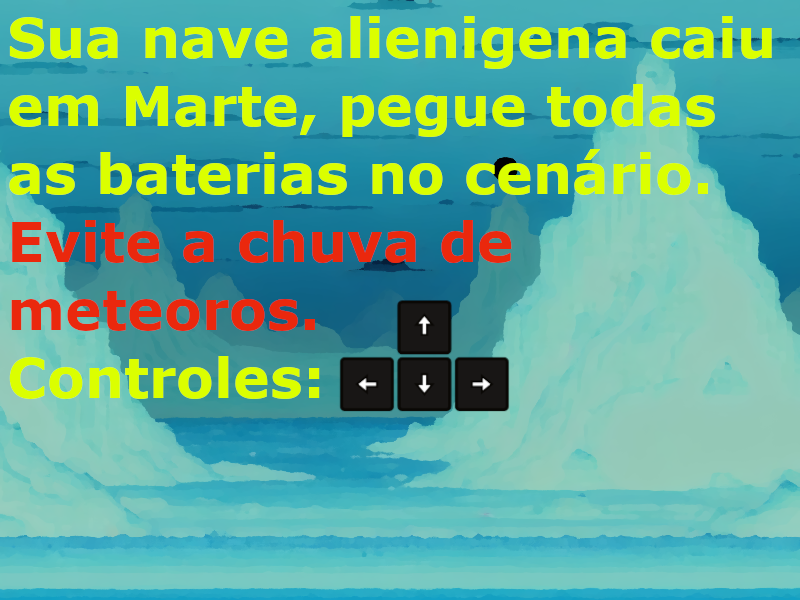 Sua nave alienigena caiu
em Marte, pegue todas
as baterias no cenário.
Evite a chuva de
meteoros.
Controles: